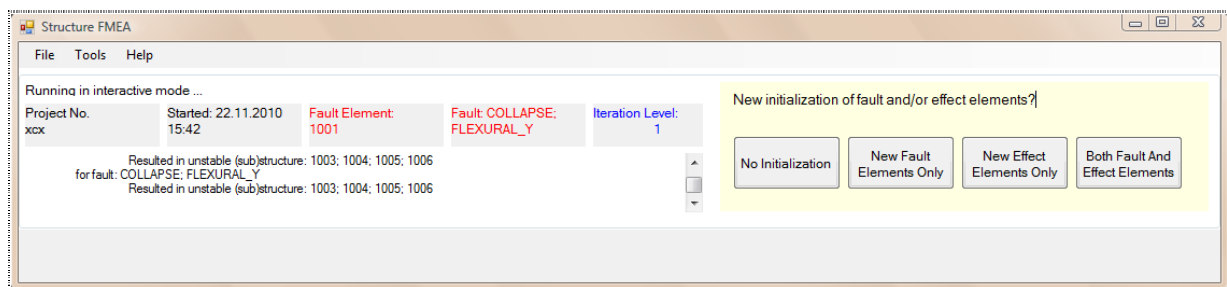 Structure FMEA
File Tools Help
Running in interactive mode ...
Project No.
xcx
Started: 22.11.2010
15:42
Fault Element:
1001
Fault: COLLAPSE;
FLEXURAL_Y
Iteration Level:
1
Resulted in unstable (sub)structure: 1003; 1004; 1005; 1006
for fault: COLLAPSE; FLEXURAL_Y
Resulted in unstable (sub)structure: 1003; 1004; 1005; 1006
New initialization of fault and/or effect elements?
No Initialization
New Fault
Elements Only
New Effect
Elements Only
Both Fault And
Effect Elements